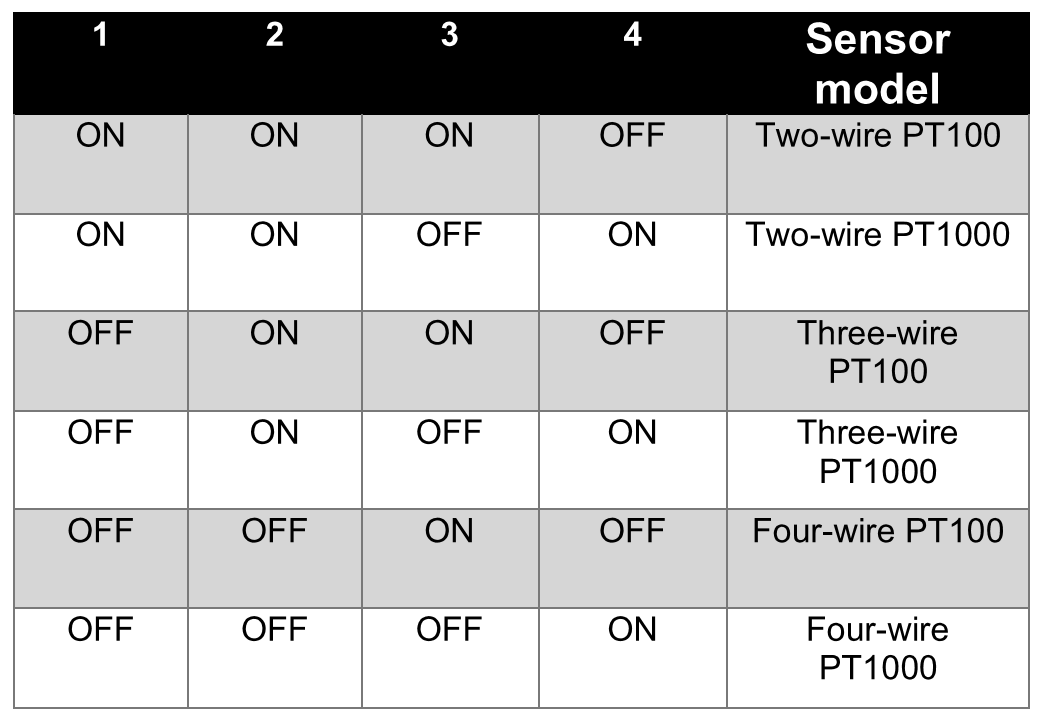 1 2 3 4 Sensor
model
ON ON ON OFF Two-wire PT100
ON ON OFF ON Two-wire PT1000
OFF ON ON OFF Three-wire
PT100
OFF ON OFF ON Three-wire
PT1000
OFF OFF ON OFF Four-wire PT100
OFF OFF OFF ON Four-wire
PT1000